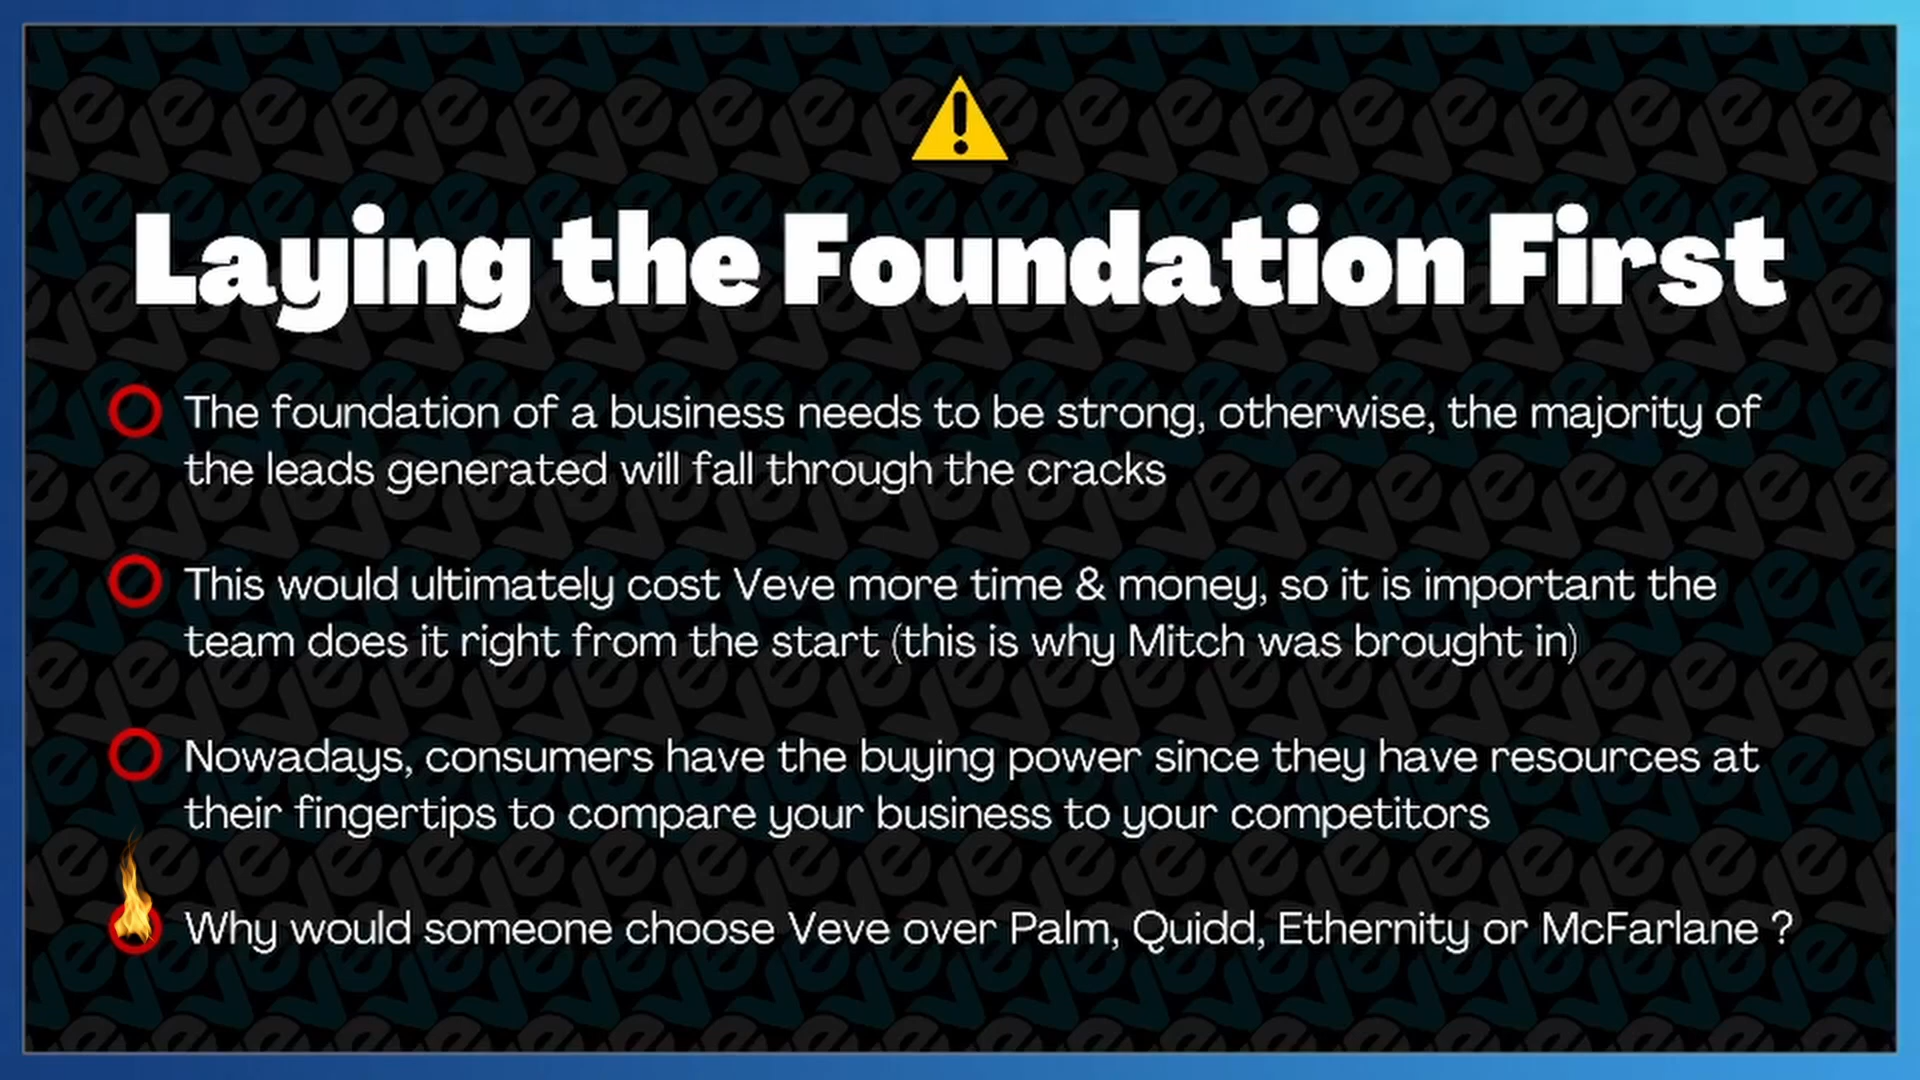 Laying the Foundation First
The foundation of a business needs to be strong, otherwise, the majority of
the leads generated will fall through the cracks
This would ultimately cost Veve more time & money, so it is important the
team does it right from the start (this is why Mitch was brought in)
Nowadays, consumers have the buying power since they have resources at
their fingertips to compare your business to your competitors
Why would someone choose Veve over Palm, Quidd, Ethernity or McFarlane ?